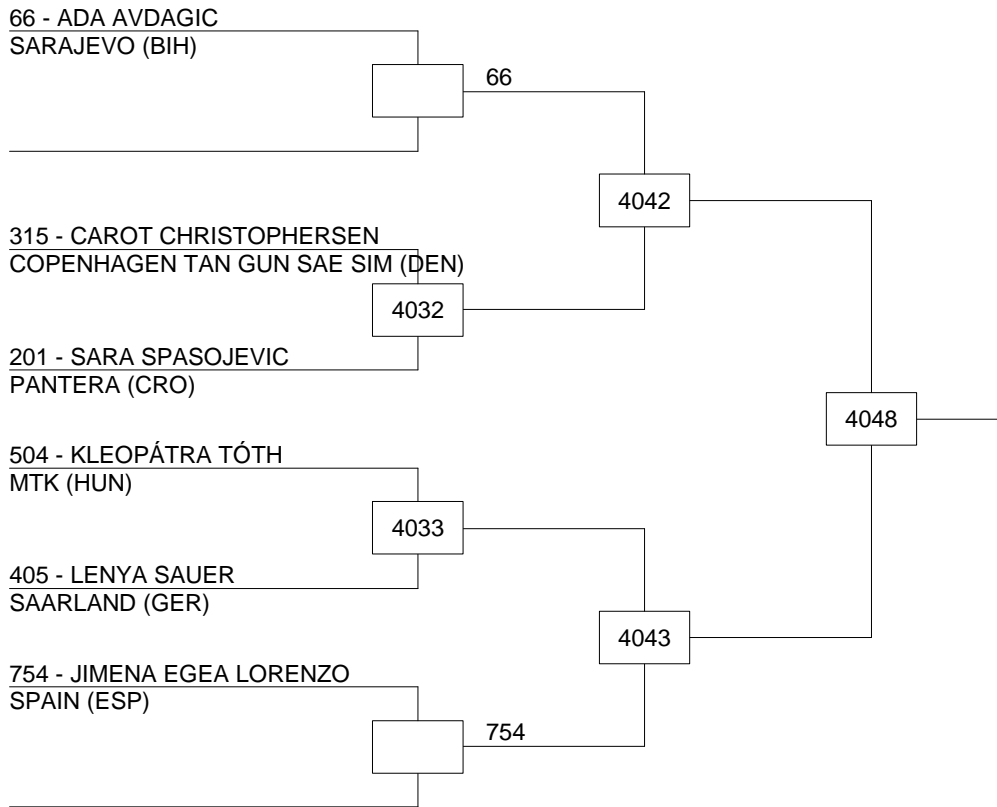 66 - ADA AVDAGIC
SARAJEVO (BIH)
66
4042
315 - CAROT CHRISTOPHERSEN
COPENHAGEN TAN GUN SAE SIM (DEN)
4032
201 - SARA SPASOJEVIC
PANTERA (CRO)
4048
504 - KLEOPÁTRA TÓTH
MTK (HUN)
4033
405 - LENYA SAUER
SAARLAND (GER)
4043
754 - JIMENA EGEA LORENZO
SPAIN (ESP)
754